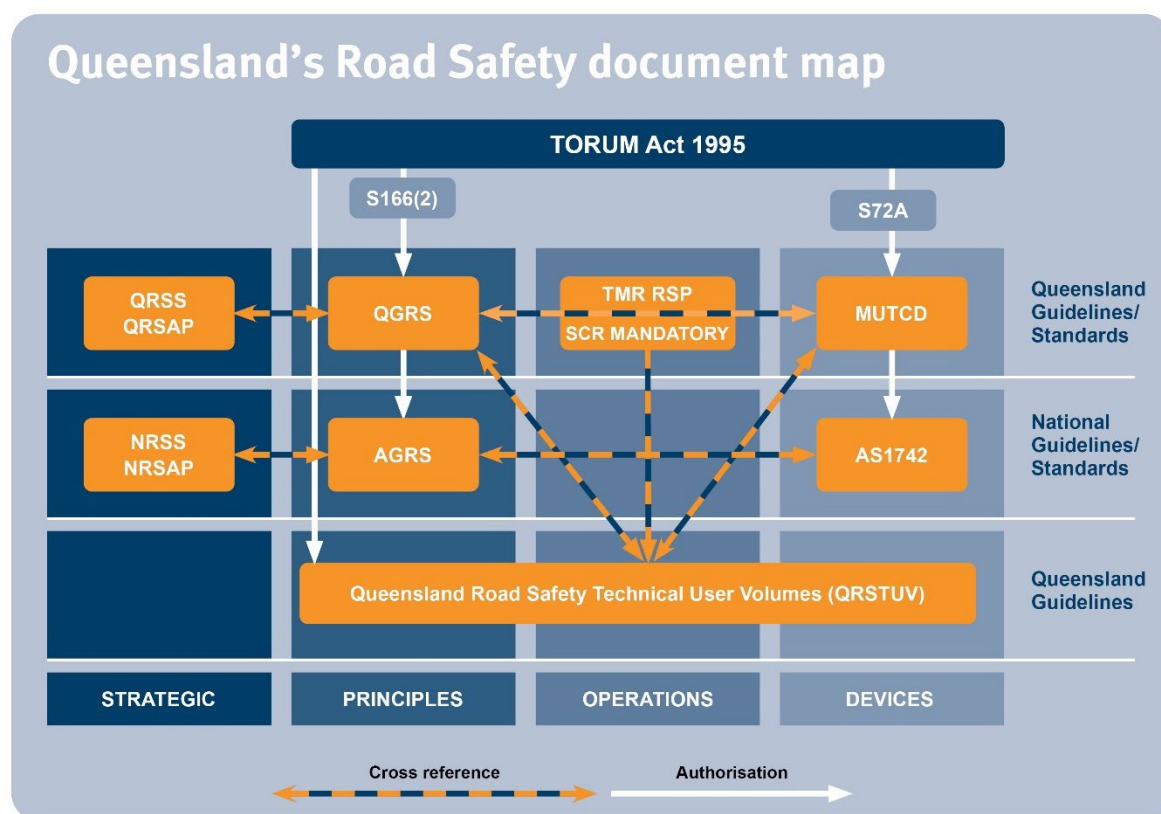 Queensland's Road Safety document map
TORUM Act 1995
S166(2)
S72A
QRSS
QRSAP
QGRS
TMR RSP
SCR MANDATORY
MUTCD
Queensland
Guidelines/
Standards
NRSS
NRSAP
AGRS
AS1742
National
Guidelines/
Standards
Queensland Road Safety Technical User Volumes (QRSTUV)
Queensland
Guidelines
STRATEGIC
PRINCIPLES
OPERATIONS
DEVICES
Cross reference
Authorisation